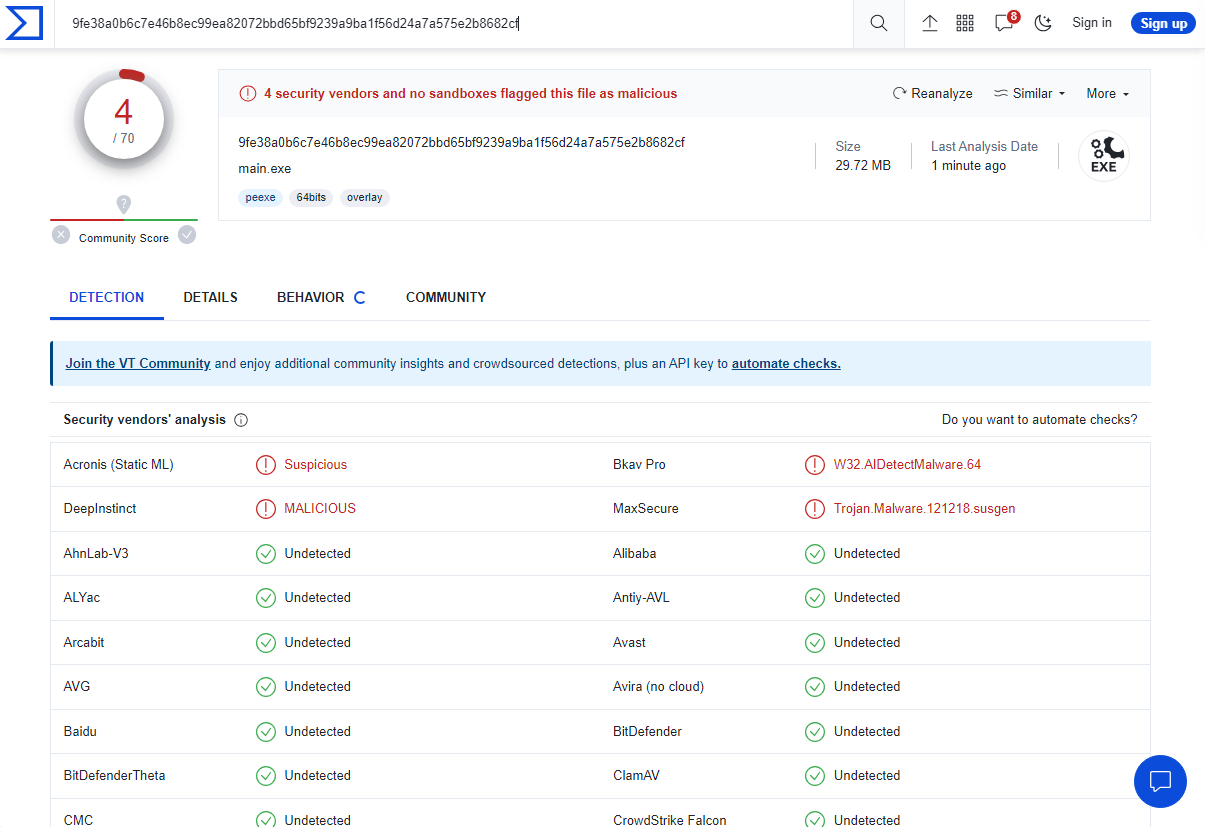 9fe38a0b6c7e46b8ec99ea82072bbd65bf9239a9ba1f56d24a7a575e2b8682cf
8
Sign in
Sign up
4
/ 70
Community Score
4 security vendors and no sandboxes flagged this file as malicious
Reanalyze
Similar
More
9fe38a0b6c7e46b8ec99ea82072bbd65bf9239a9ba1f56d24a7a575e2b8682cf
main.exe
peexe
64bits
overlay
Size
29.72 MB
Last Analysis Date
1 minute ago
EXE
DETECTION
DETAILS
BEHAVIOR
COMMUNITY
Join the VT Community and enjoy additional community insights and crowdsourced detections, plus an API key to automate checks.
Security vendors' analysis
Do you want to automate checks?
Acronis (Static ML) Suspicious Bkav Pro W32.AIDetectMalware.64
DeepInstinct MALICIOUS MaxSecure Trojan.Malware.121218.susgen
AhnLab-V3 Undetected Alibaba Undetected
ALYac Undetected Antiy-AVL Undetected
Arcabit Undetected Avast Undetected
AVG Undetected Avira (no cloud) Undetected
Baidu Undetected BitDefender Undetected
BitDefenderTheta Undetected ClamAV Undetected
CMC Undetected CrowdStrike Falcon Undetected